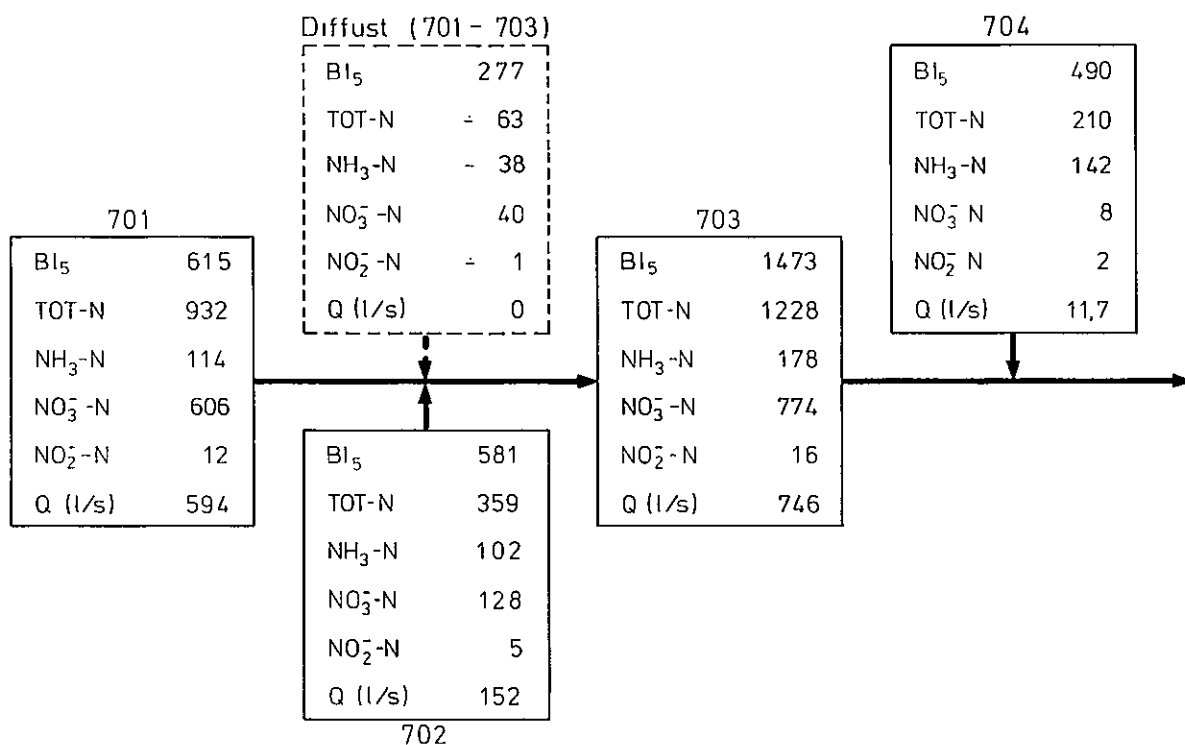 Diffust (701 - 703)
BI₅ 277
TOT-N ÷ 63
NH₃-N - 38
NO₃⁻-N 40
NO₂⁻-N ÷ 1
Q (l/s) 0
704
BI₅ 490
TOT-N 210
NH₃-N 142
NO₃⁻ N 8
NO₂⁻ N 2
Q (l/s) 11,7
701
BI₅ 615
TOT-N 932
NH₃-N 114
NO₃⁻-N 606
NO₂⁻-N 12
Q (l/s) 594
703
BI₅ 1473
TOT-N 1228
NH₃-N 178
NO₃⁻-N 774
NO₂⁻-N 16
Q (l/s) 746
BI₅ 581
TOT-N 359
NH₃-N 102
NO₃⁻-N 128
NO₂⁻-N 5
Q (l/s) 152
702